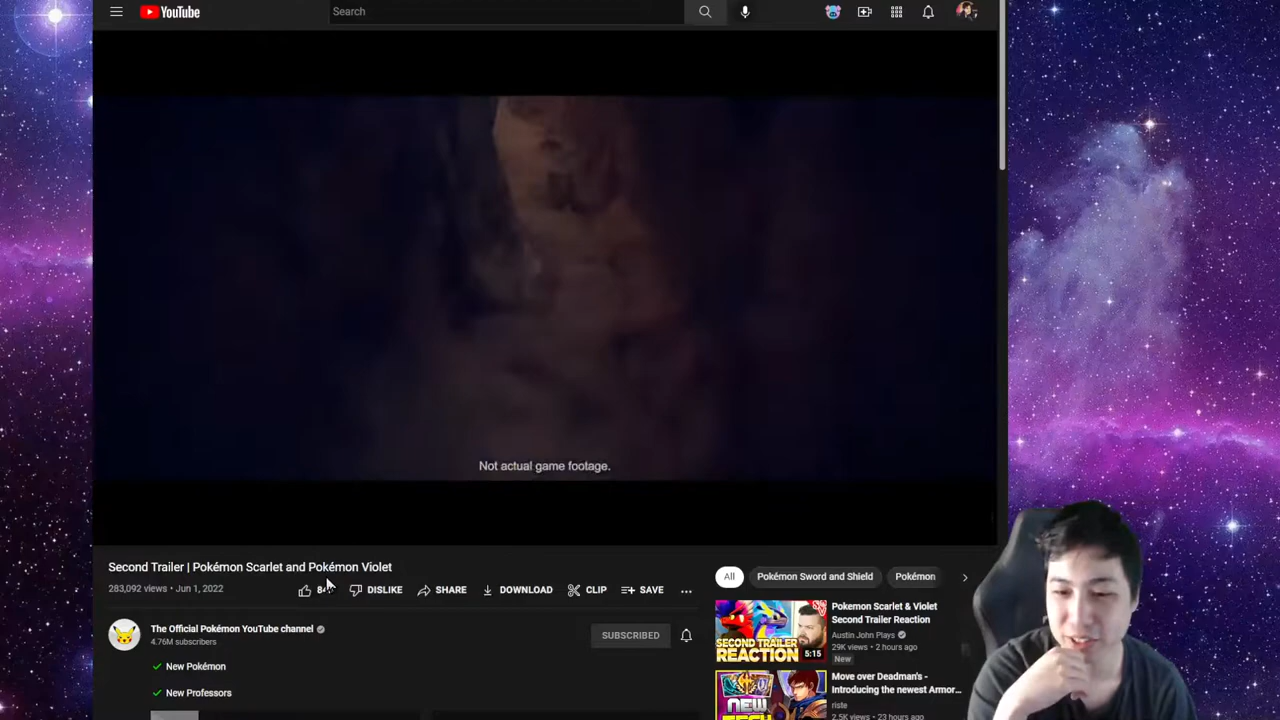 YouTube
Search
Not actual game footage.
Second Trailer | Pokémon Scarlet and Pokémon Violet
283,092 views • Jun 1, 2022
DISLIKE
SHARE
DOWNLOAD
CLIP
SAVE
The Official Pokémon YouTube channel
4.76M subscribers
SUBSCRIBED
New Pokémon
New Professors
All
Pokémon Sword and Shield
Pokémon
SECOND TRAILER
REACTION
5:15
Pokemon Scarlet & Violet
Second Trailer Reaction
Austin John Plays
29K views • 2 hours ago
New
NEW
Move over Deadman's -
Introducing the newest Armor...
riste
2.5K views • 23 hours ago